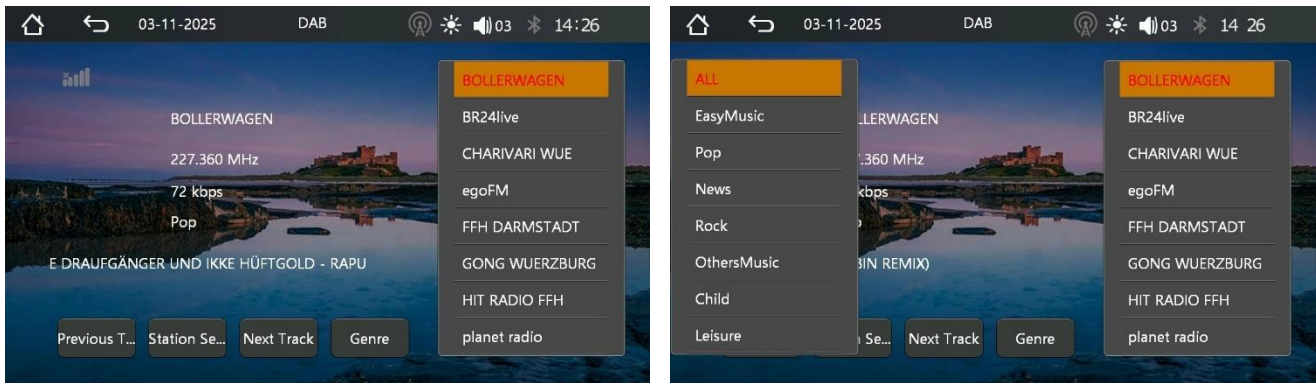 03-11-2025 DAB 03 14:26
BOLLERWAGEN
227.360 MHz
72 kbps
Pop
E DRAUFGÄNGER UND IKKE HÜFTGOLD - RAPU
Previous T... Station Se... Next Track Genre
BOLLERWAGEN
BR24live
CHARIVARI WUE
egoFM
FFH DARMSTADT
GONG WUERZBURG
HIT RADIO FFH
planet radio
03-11-2025 DAB 03 14 26
ALL
EasyMusic
Pop
News
Rock
OthersMusic
Child
Leisure
LERWAGEN
.360 MHz
kbps
BIN REMIX)
Se... Next Track Genre
BOLLERWAGEN
BR24live
CHARIVARI WUE
egoFM
FFH DARMSTADT
GONG WUERZBURG
HIT RADIO FFH
planet radio